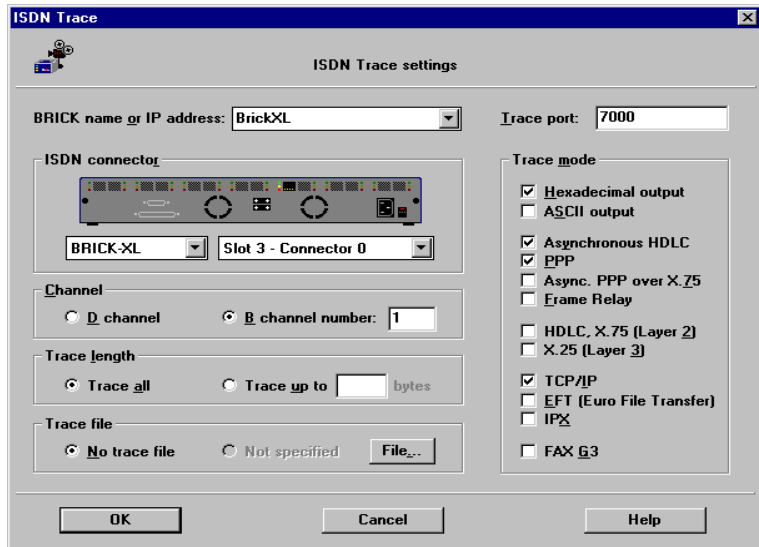 ISDN Trace
ISDN Trace settings
BRICK name or IP address: BrickXL
Trace port: 7000
ISDN connector
BRICK-XL Slot 3 - Connector 0
Channel
D channel B channel number: 1
Trace length
Trace all Trace up to bytes
Trace file
No trace file Not specified File...
Trace mode
Hexadecimal output
ASCII output
Asynchronous HDLC
PPP
Async. PPP over X.75
Frame Relay
HDLC, X.75 (Layer 2)
X.25 (Layer 3)
TCP/IP
EFT (Euro File Transfer)
IPX
FAX G3
OK Cancel Help